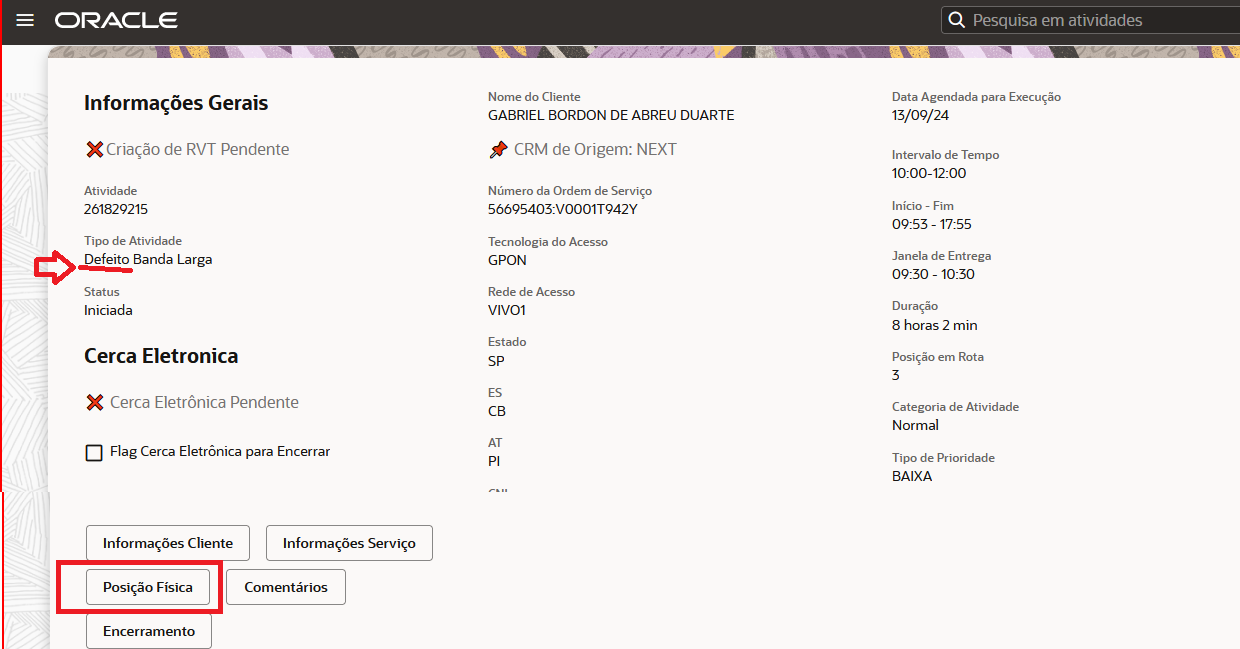 ORACLE
Pesquisa em atividades
Informações Gerais
Criação de RVT Pendente
Atividade
261829215
Tipo de Atividade
Defeito Banda Larga
Status
Iniciada
Cerca Eletronica
Cerca Eletrônica Pendente
Flag Cerca Eletrônica para Encerrar
Nome do Cliente
GABRIEL BORDON DE ABREU DUARTE
CRM de Origem: NEXT
Número da Ordem de Serviço
56695403:V0001T942Y
Tecnologia do Acesso
GPON
Rede de Acesso
VIVO1
Estado
SP
ES
CB
AT
PI
Data Agendada para Execução
13/09/24
Intervalo de Tempo
10:00-12:00
Início - Fim
09:53 - 17:55
Janela de Entrega
09:30 - 10:30
Duração
8 horas 2 min
Posição em Rota
3
Categoria de Atividade
Normal
Tipo de Prioridade
BAIXA
Informações Cliente
Informações Serviço
Posição Física
Comentários
Encerramento